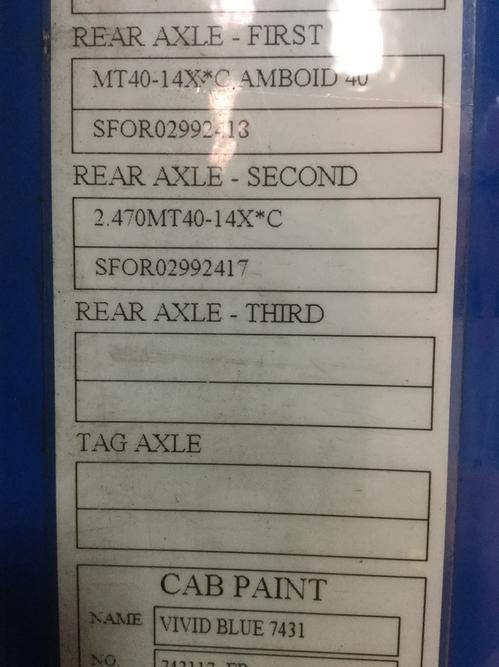 REAR AXLE - FIRST
MT40-14X*C AMBOID 40
SFOR02992413
REAR AXLE - SECOND
2.470MT40-14X*C
SFOR02992417
REAR AXLE - THIRD
TAG AXLE
CAB PAINT
NAME VIVID BLUE 7431
NO.